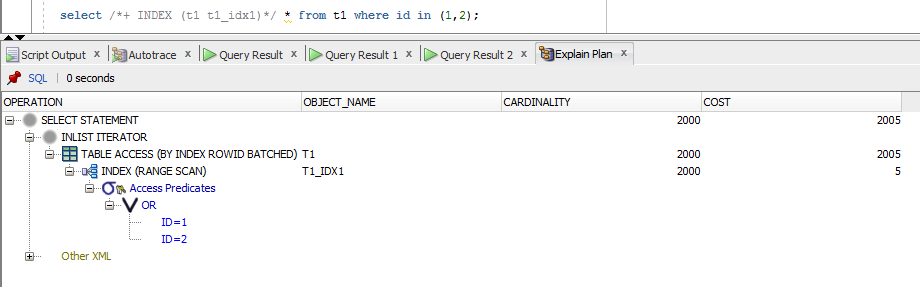 select /*+ INDEX (t1 t1_idx1)*/ * from t1 where id in (1,2);
Script Output x Autotrace x Query Result x Query Result 1 x Query Result 2 x Explain Plan x
SQL | 0 seconds
OPERATION OBJECT_NAME CARDINALITY COST
SELECT STATEMENT 2000 2005
INLIST ITERATOR
TABLE ACCESS (BY INDEX ROWID BATCHED) T1 2000 2005
INDEX (RANGE SCAN) T1_IDX1 2000 5
Access Predicates
OR
ID=1
ID=2
Other XML